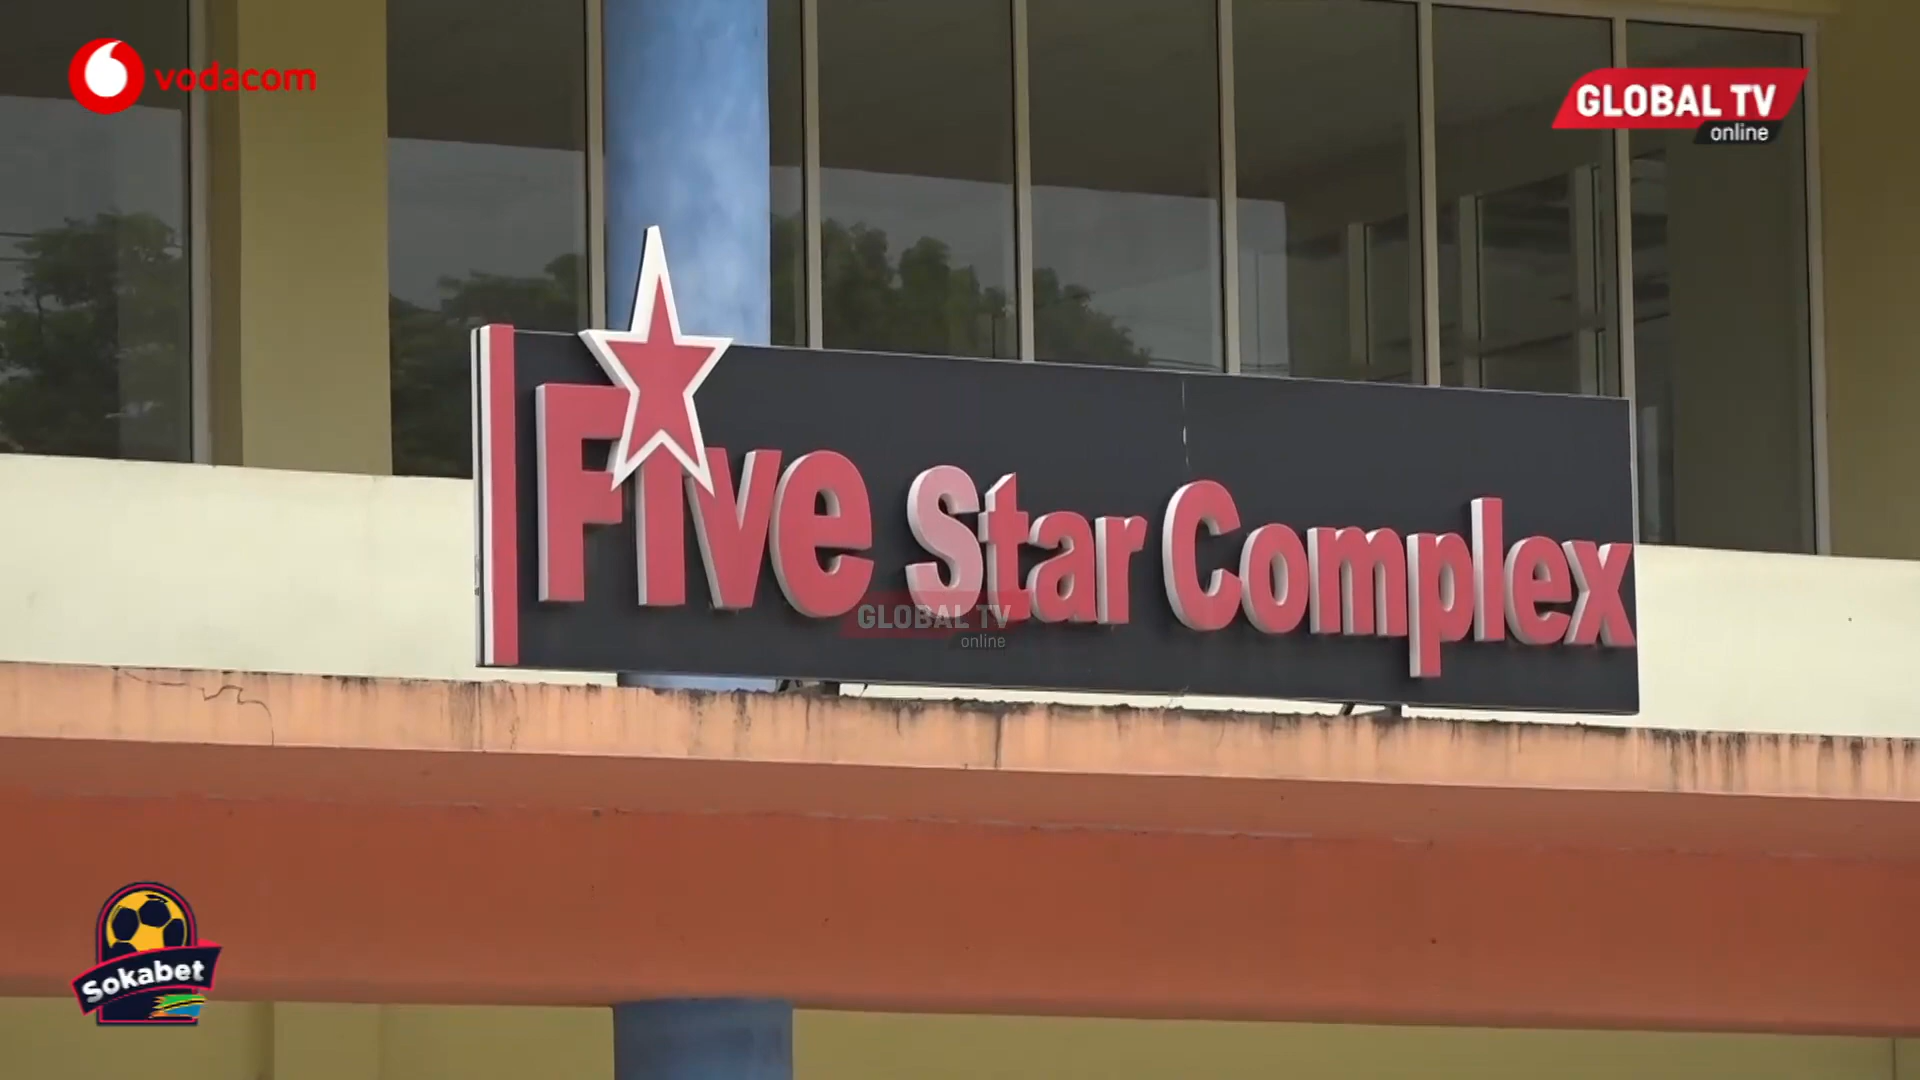 vodacom
GLOBAL TV
online
Five Star Complex
GLOBAL TV
online
Sokabet